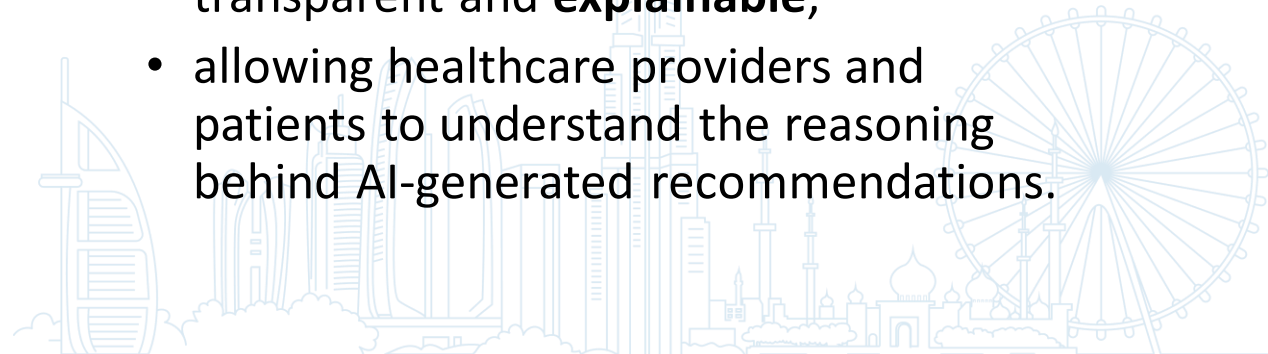 transparent and explainable,
• allowing healthcare providers and
patients to understand the reasoning
behind AI-generated recommendations.